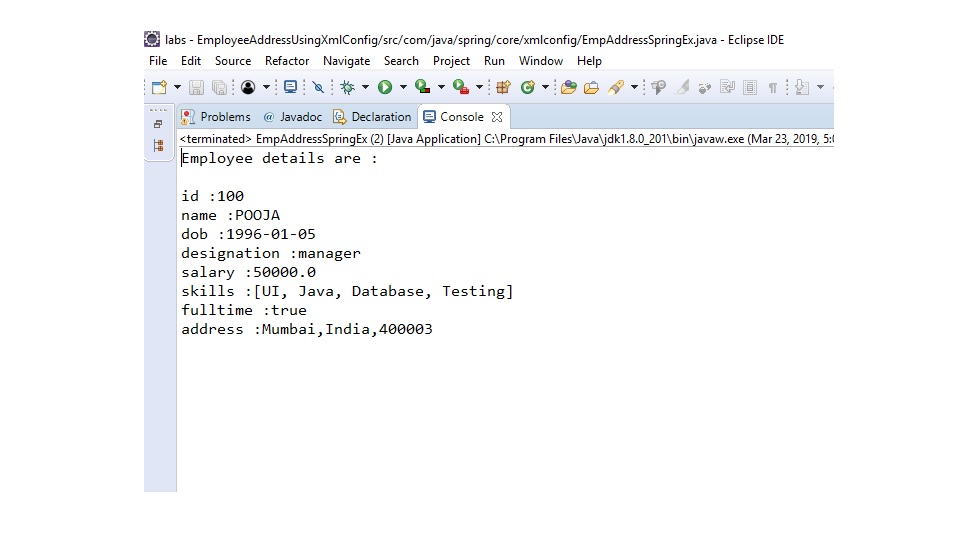 labs - EmployeeAddressUsingXmlConfig/src/com/java/spring/core/xmlconfig/EmpAddressSpringEx.java - Eclipse IDE
File Edit Source Refactor Navigate Search Project Run Window Help
Problems @ Javadoc Declaration Console
<terminated> EmpAddressSpringEx (2) [Java Application] C:\Program Files\Java\jdk1.8.0_201\bin\javaw.exe (Mar 23, 2019, 5:
Employee details are :
id :100
name :POOJA
dob :1996-01-05
designation :manager
salary :50000.0
skills :[UI, Java, Database, Testing]
fulltime :true
address :Mumbai,India,400003